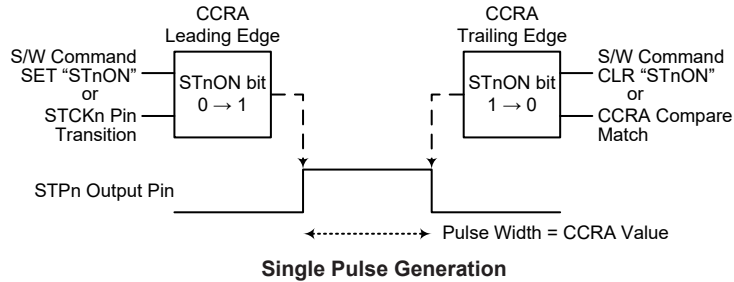 CCRA
Leading Edge
S/W Command
SET “STnON”
or
STCKn Pin
Transition
STnON bit
0 → 1
CCRA
Trailing Edge
STnON bit
1 → 0
S/W Command
CLR “STnON”
or
CCRA Compare
Match
STPn Output Pin
Pulse Width = CCRA Value
Single Pulse Generation